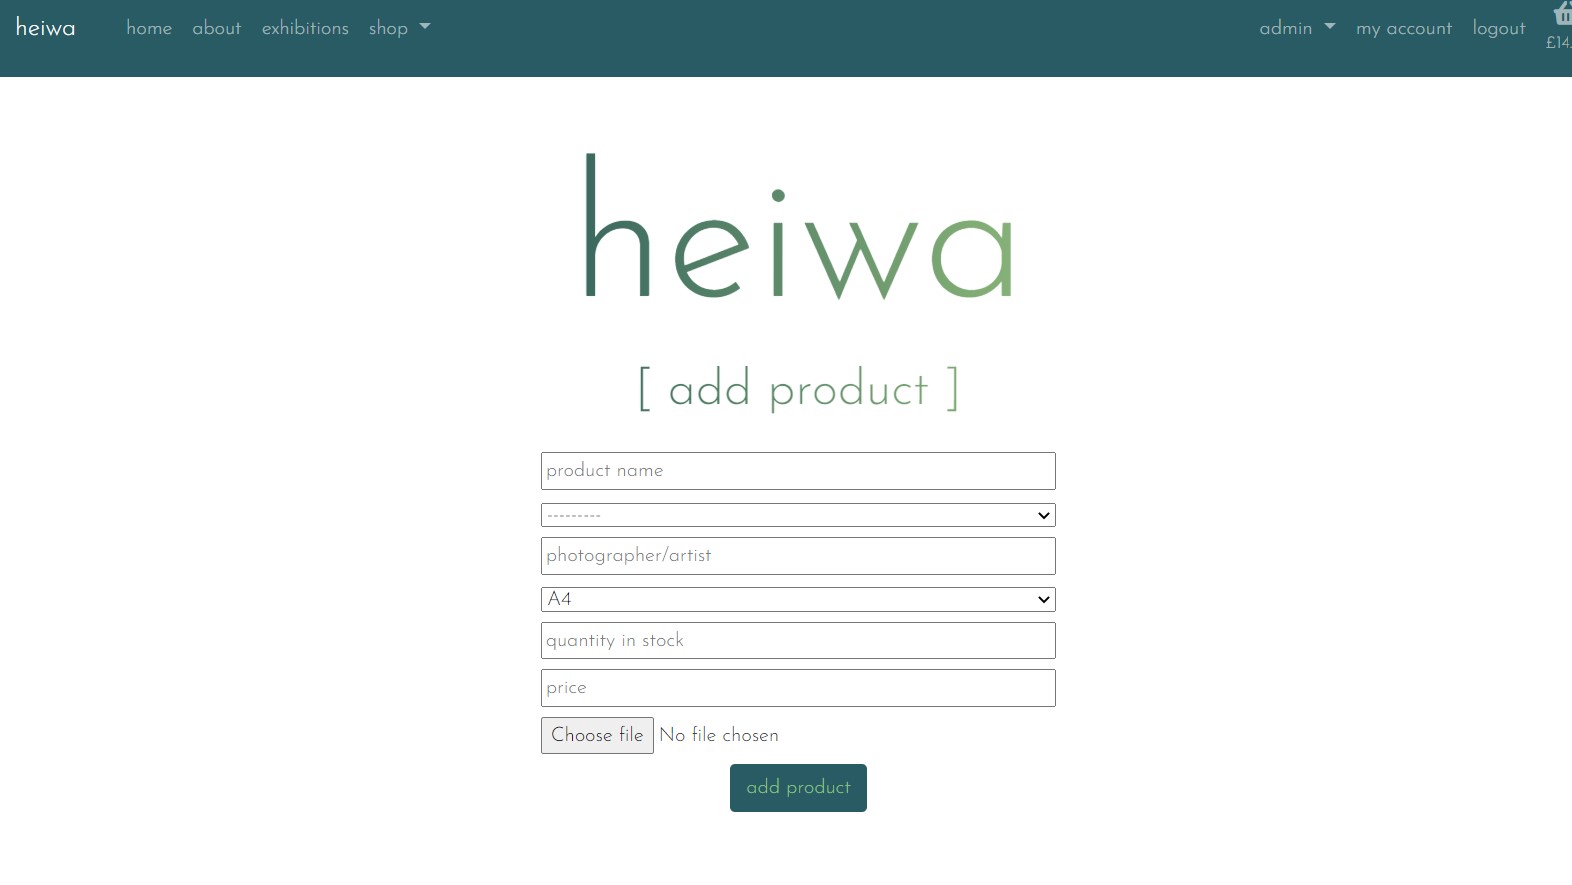 heiwa home about exhibitions shop admin my account logout
£14.
heiwa
[ add product ]
product name
---------
photographer/artist
A4
quantity in stock
price
Choose file No file chosen
add product